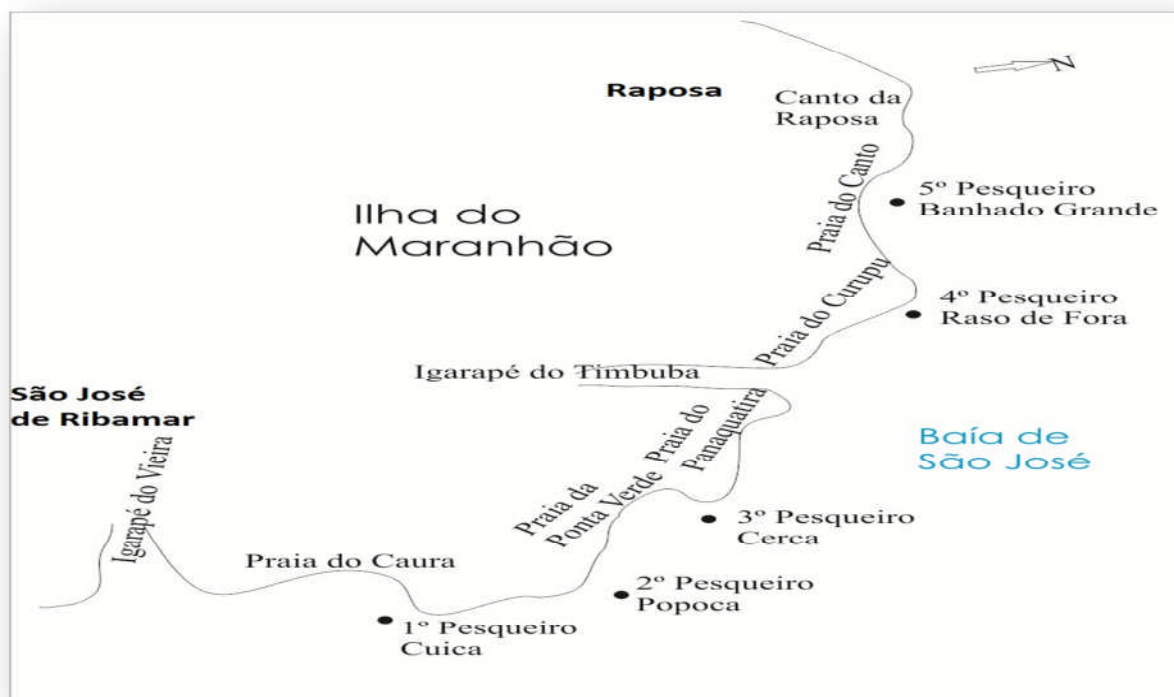 Raposa
N
Canto da
Raposa
Praia do Canto
5º Pesqueiro
Banhado Grande
Ilha do
Maranhão
Praia do Curupu
4º Pesqueiro
Raso de Fora
Igarapé do Timbuba
São José
de Ribamar
Praia do
Panaquatira
Baía de
São José
Igarapé do Vieira
Praia da
Ponta Verde
3º Pesqueiro
Cerca
Praia do Caura
2º Pesqueiro
Popoca
1º Pesqueiro
Cuica